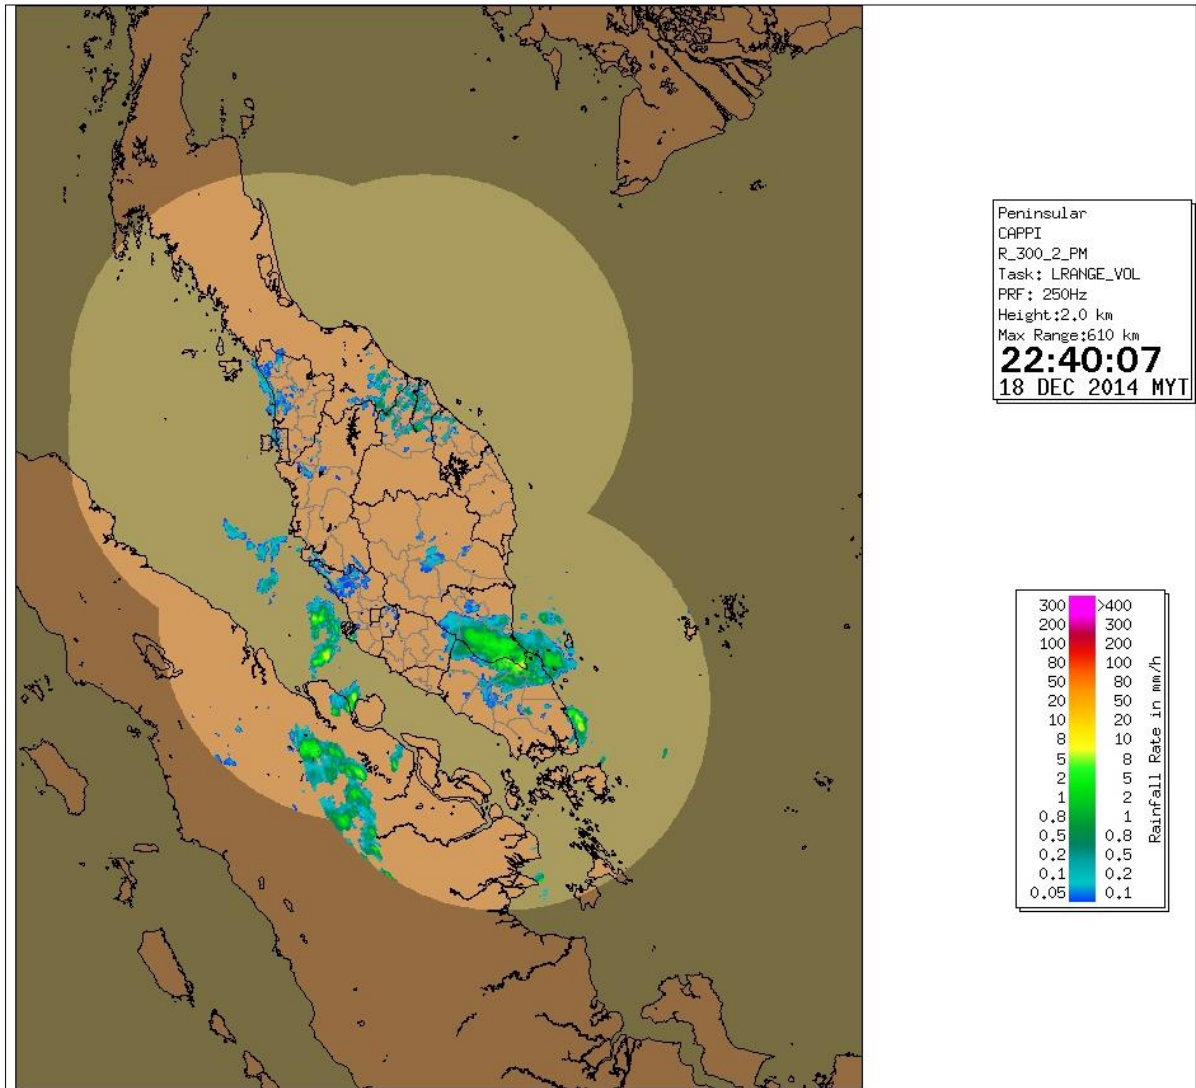 Peninsular
CAPPI
R_300_2_PM
Task: LRANGE_VOL
PRF: 250Hz
Height:2.0 km
Max Range:610 km
22:40:07
18 DEC 2014 MYT
300 >400
200 300
100 200
80 100
50 80
20 50
10 20
8 10
5 8
2 5
1 2
0.8 1
0.5 0.8
0.2 0.5
0.1 0.2
0.05 0.1
Rainfall Rate in mm/h